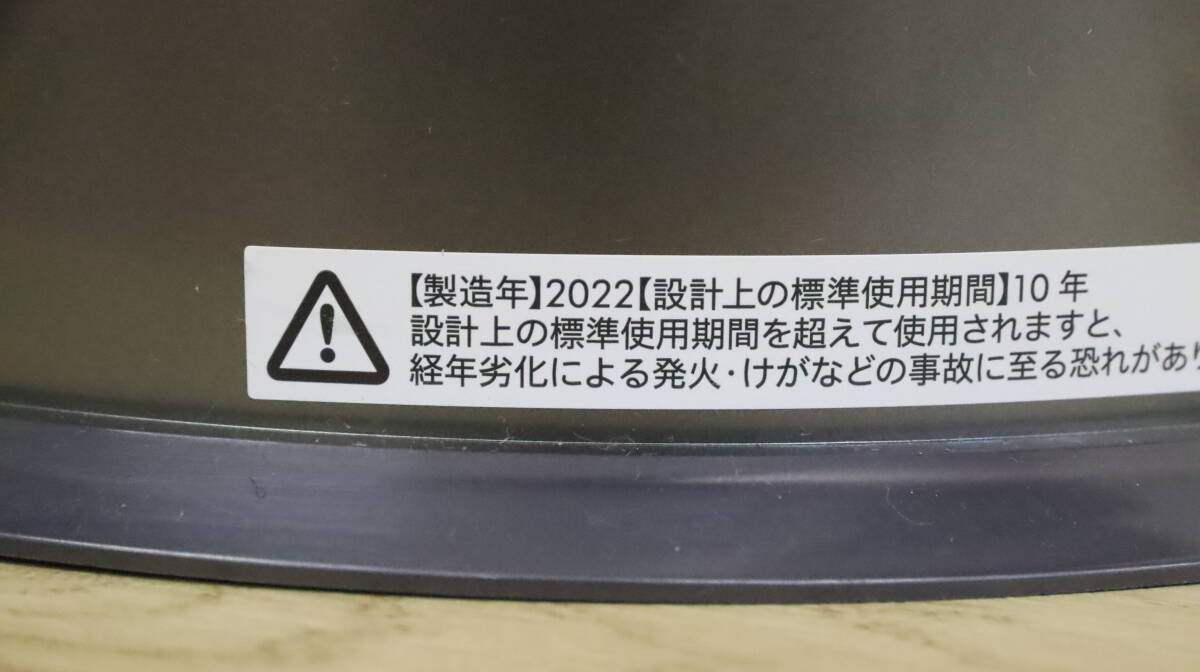 【製造年】2022【設計上の標準使用期間】10年
設計上の標準使用期間を超えて使用されますと、
経年劣化による発火・けがなどの事故に至る恐れがあり